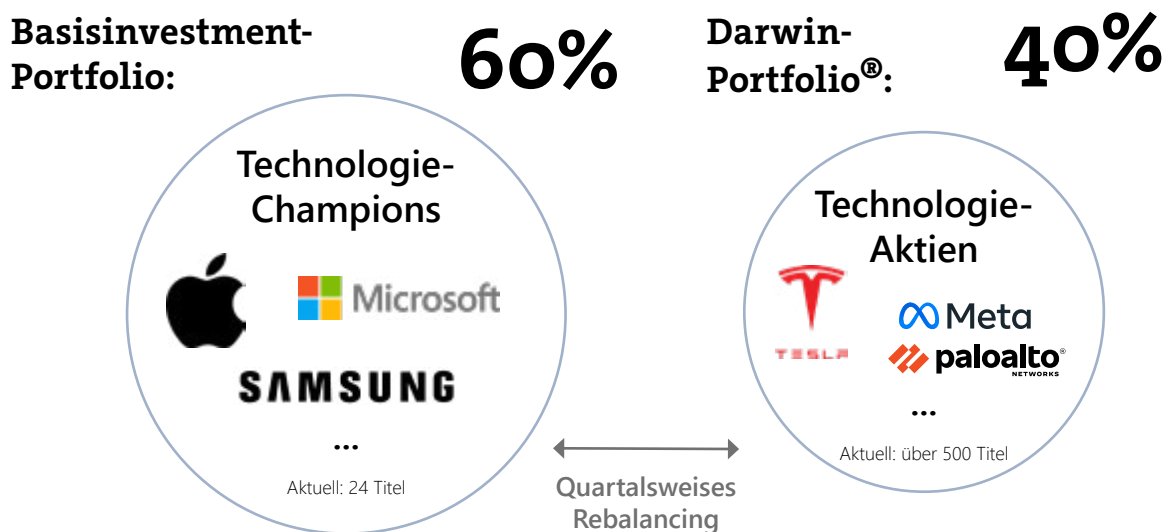 Basisinvestment-
Portfolio:
60%
Darwin-
Portfolio®:
40%
Technologie-
Champions
Microsoft
SAMSUNG
...
Aktuell: 24 Titel
Technologie-
Aktien
TESLA
Meta
paloalto®
NETWORKS
...
Aktuell: über 500 Titel
Quartalsweises
Rebalancing